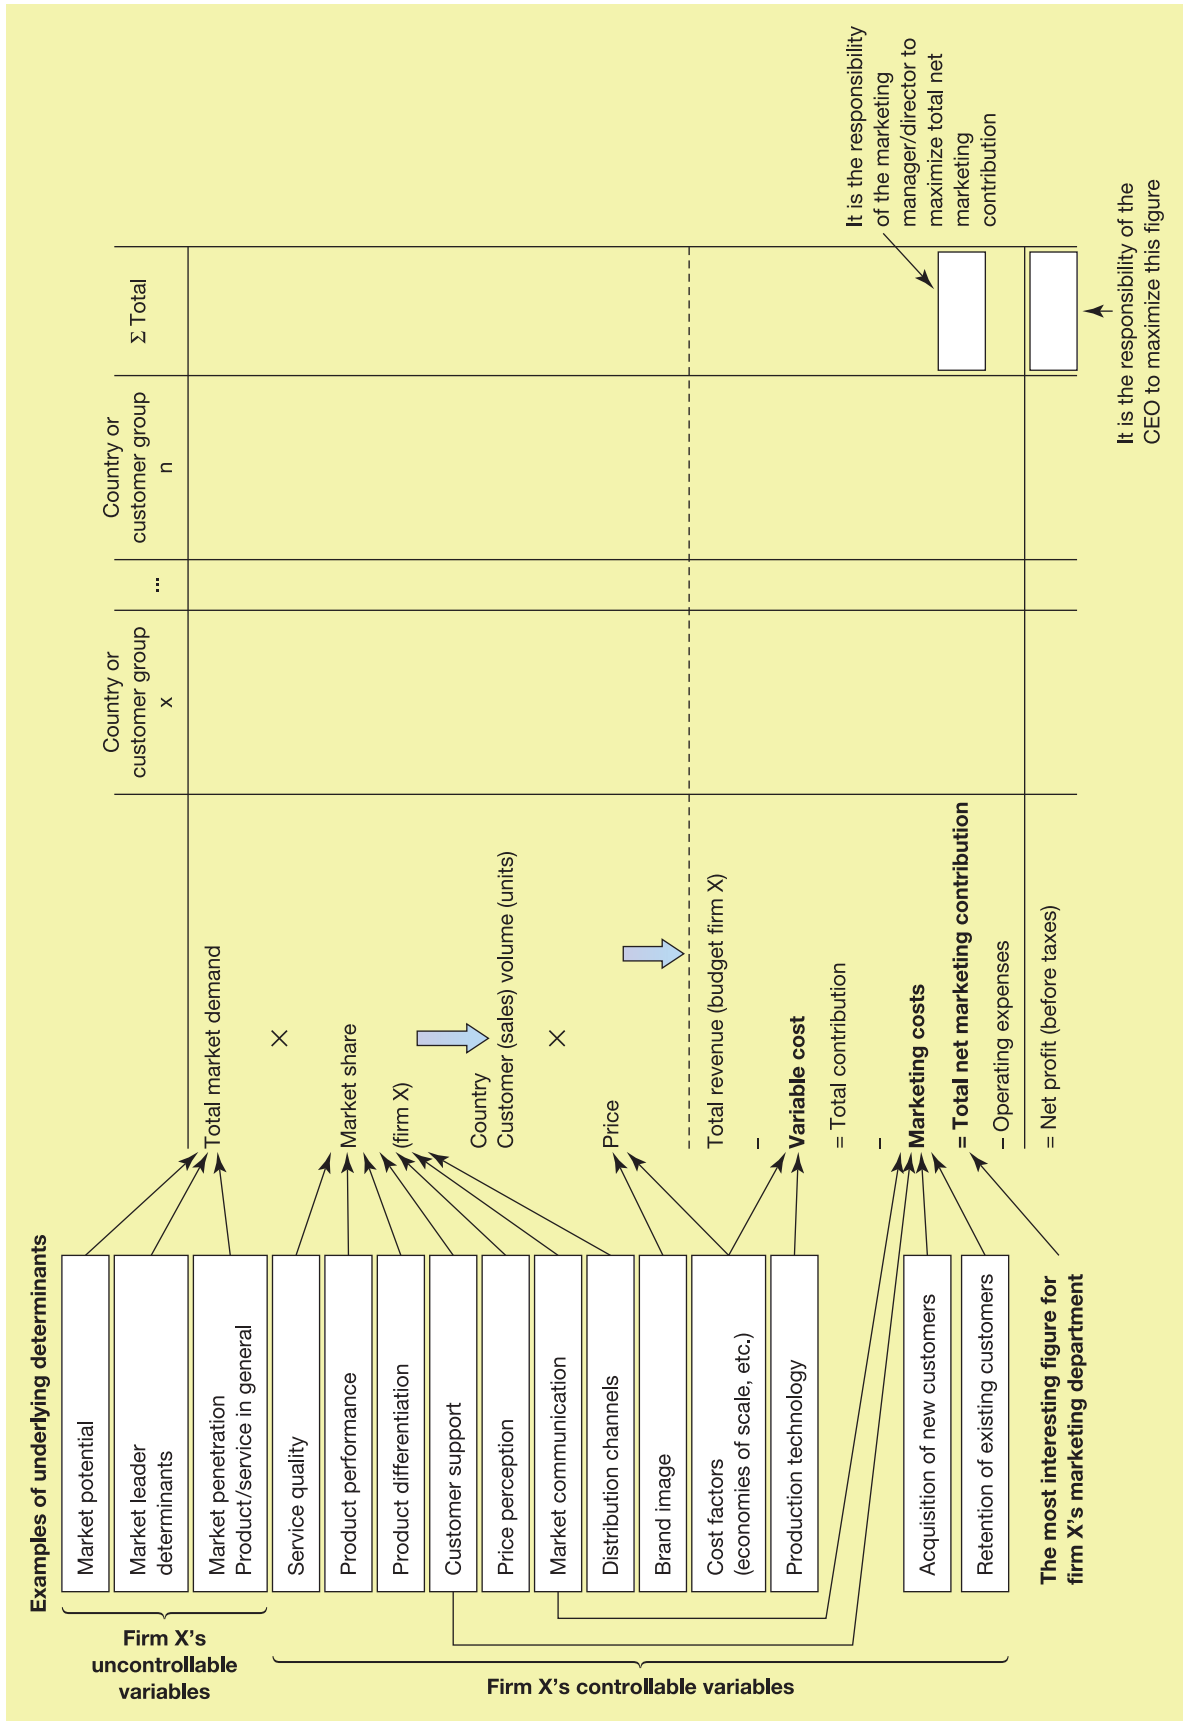 Examples of underlying determinants
Firm X's
uncontrollable
variables
Market potential
Market leader
determinants
Market penetration
Product/service in general
Firm X's controllable variables
Service quality
Product performance
Product differentiation
Customer support
Price perception
Market communication
Distribution channels
Brand image
Cost factors
(economies of scale, etc.)
Production technology
Acquisition of new customers
Retention of existing customers
The most interesting figure for
firm X's marketing department
Total market demand
×
Market share
(firm X)
Country
Customer (sales) volume (units)
×
Price
Total revenue (budget firm X)
–
Variable cost
= Total contribution
–
Marketing costs
= Total net marketing contribution
– Operating expenses
= Net profit (before taxes)
Country or
customer group
x
...
Country or
customer group
n
Σ Total
It is the responsibility
of the marketing
manager/director to
maximize total net
marketing
contribution
It is the responsibility of the
CEO to maximize this figure